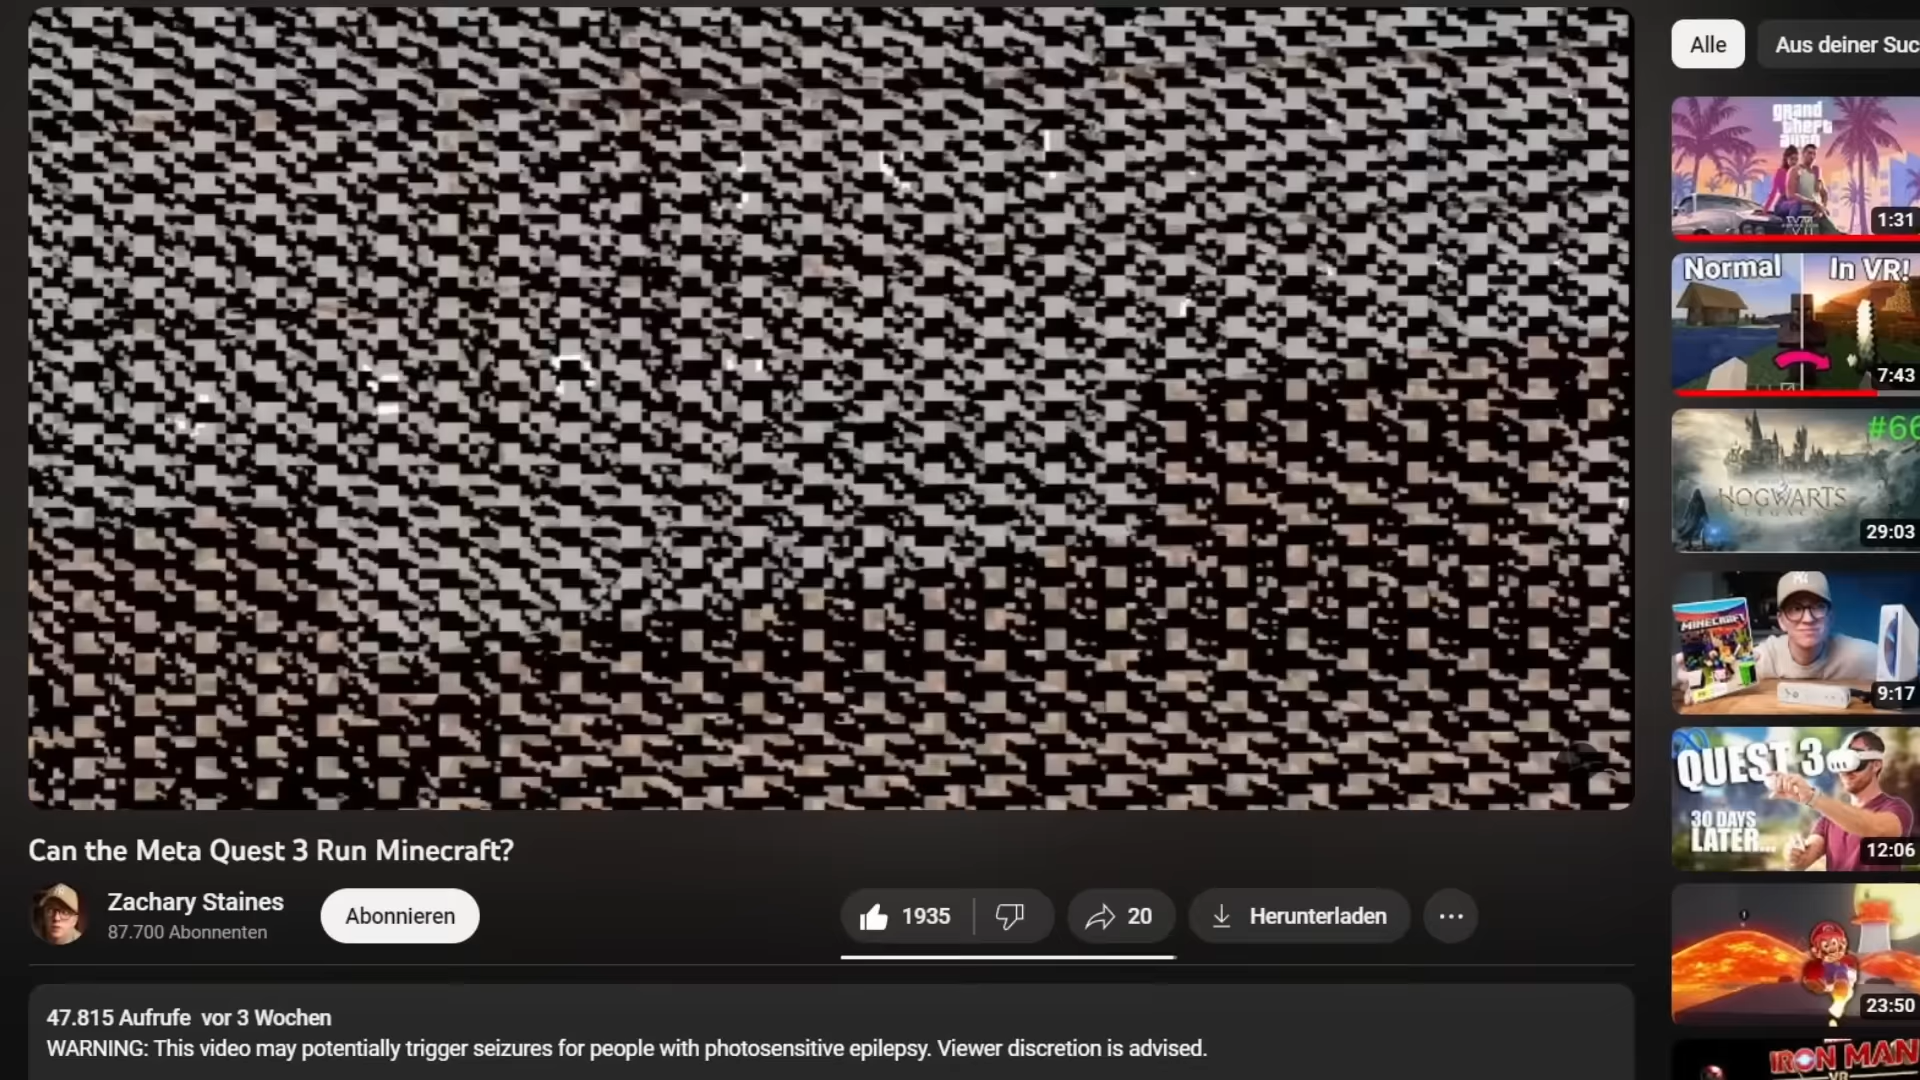 Alle
Aus deiner Suc
grand
theft
auto
VI
1:31
Normal
In VR!
7:43
#66
HOGWARTS
LEGACY
29:03
MINECRAFT
9:17
QUEST 3
30 DAYS
LATER...
12:06
23:50
IRON MAN
VR
Can the Meta Quest 3 Run Minecraft?
Zachary Staines
87.700 Abonnenten
Abonnieren
1935
20
Herunterladen
47.815 Aufrufe vor 3 Wochen
WARNING: This video may potentially trigger seizures for people with photosensitive epilepsy. Viewer discretion is advised.